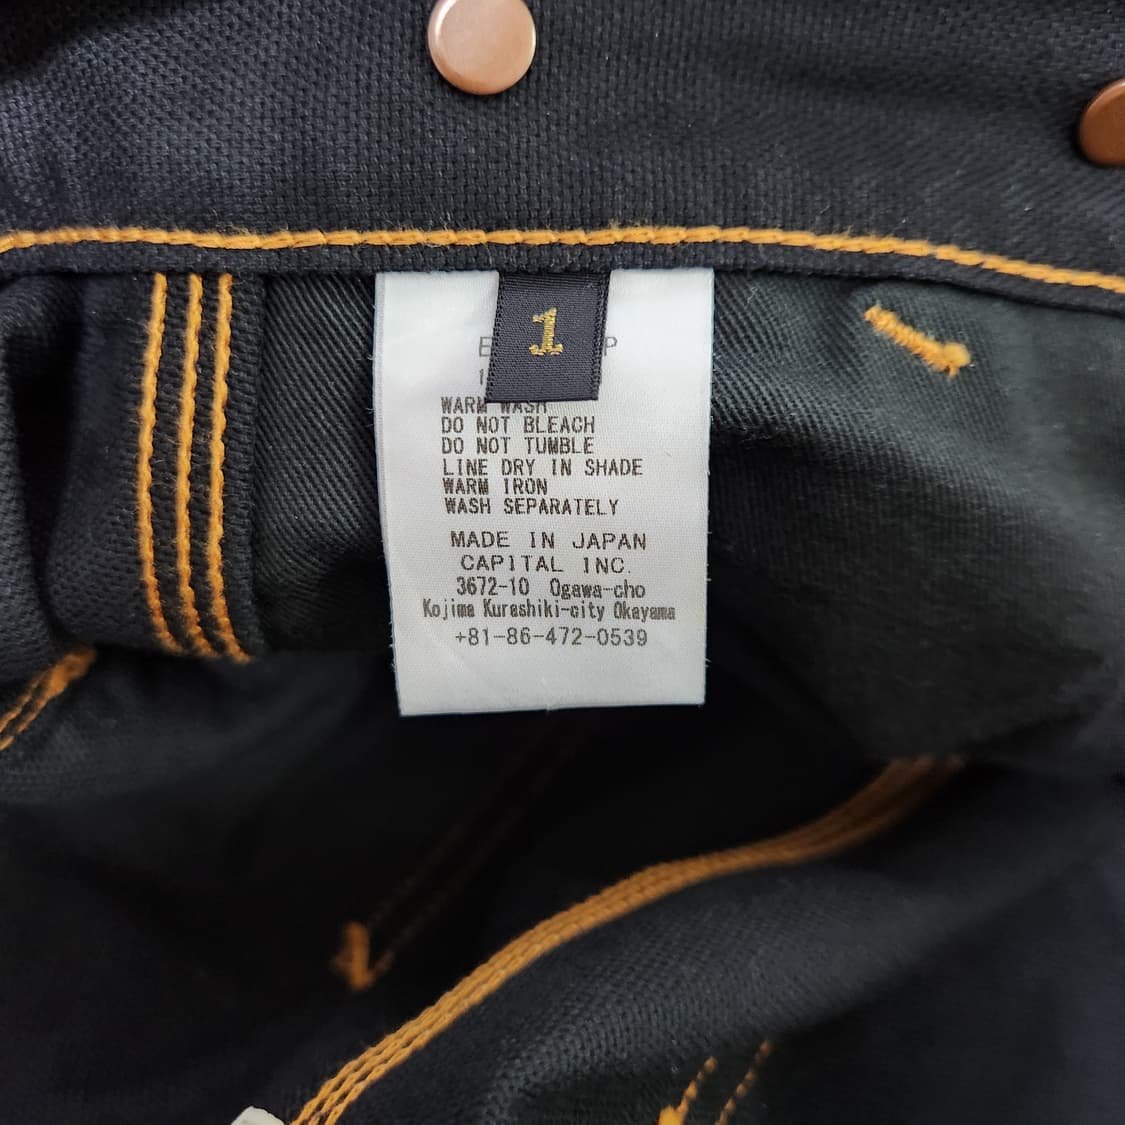 1
WARM WASH
DO NOT BLEACH
DO NOT TUMBLE
LINE DRY IN SHADE
WARM IRON
WASH SEPARATELY
MADE IN JAPAN
CAPITAL INC.
3672-10 Ogawa-cho
Kojima Kurashiki-city Okayama
+81-86-472-0539